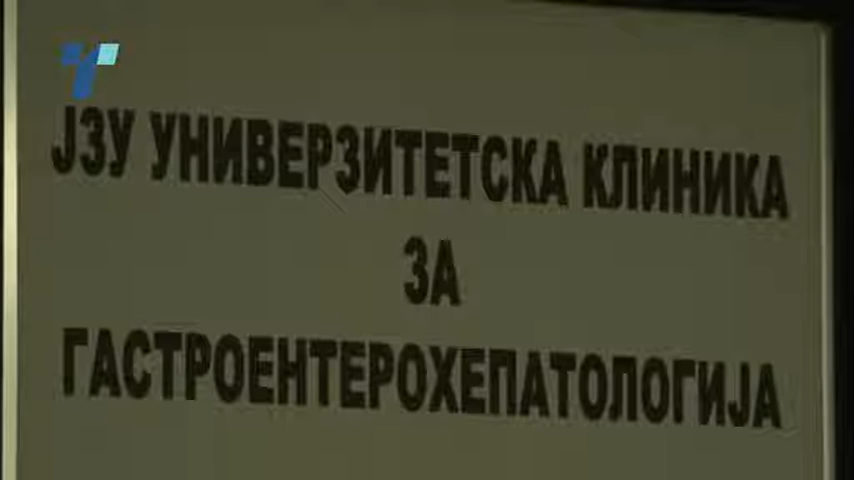 ЈЗУ УНИВЕРЗИТЕТСКА КЛИНИКА
ЗА
ГАСТРОЕНТЕРОХЕПАТОЛОГИЈА